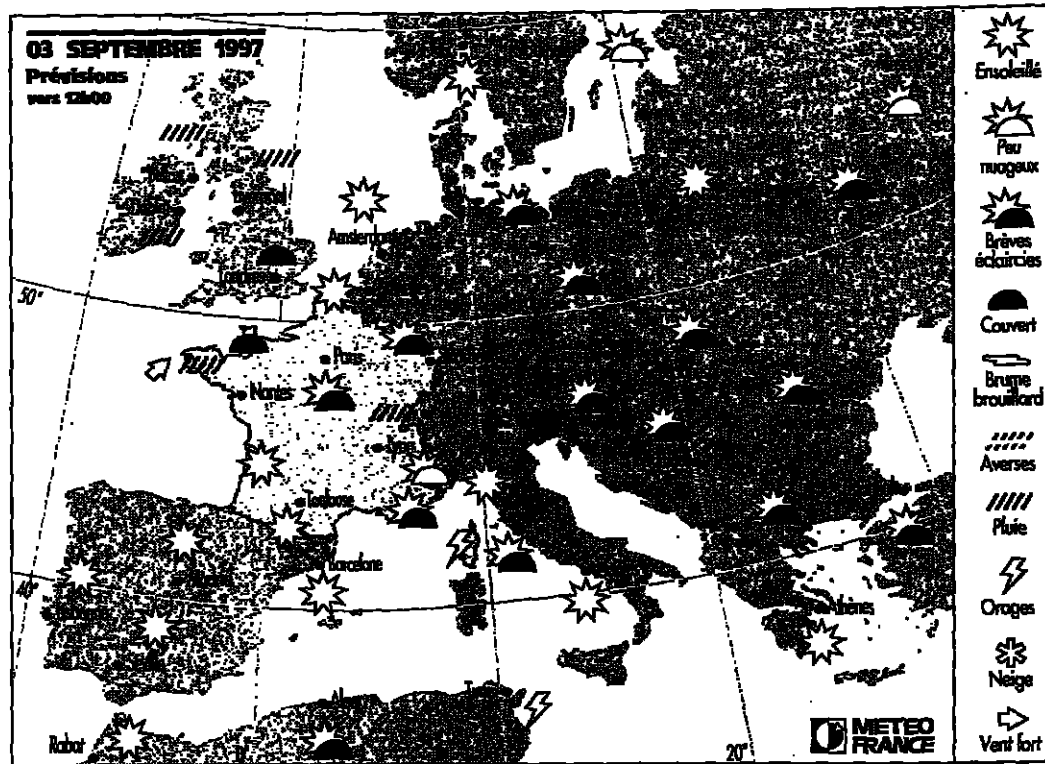 03 SEPTEMBRE 1997
Prévisions
vers 12h00
Amsterdam
50°
Paris
Nantes
Lyon
Toulouse
Barcelone
40°
Athènes
Rabat
20°
METEO
FRANCE
Ensoleillé
Peu
nuageux
Brèves
éclaircies
Couvert
Brume
brouillard
Averses
Pluie
Orages
Neige
Vent fort